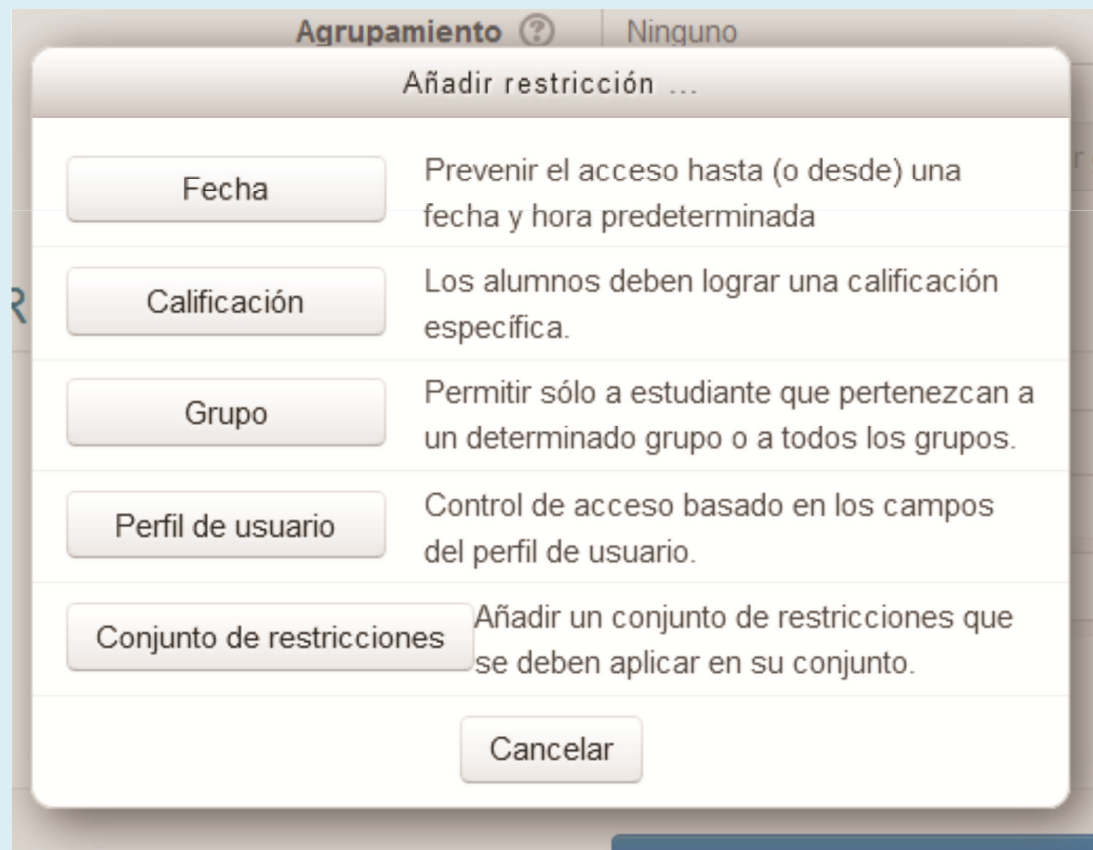 Agrupamiento ? Ninguno
Añadir restricción ...
Fecha
Prevenir el acceso hasta (o desde) una
fecha y hora predeterminada
Calificación
Los alumnos deben lograr una calificación
específica.
Grupo
Permitir sólo a estudiante que pertenezcan a
un determinado grupo o a todos los grupos.
Perfil de usuario
Control de acceso basado en los campos
del perfil de usuario.
Conjunto de restricciones
Añadir un conjunto de restricciones que
se deben aplicar en su conjunto.
Cancelar